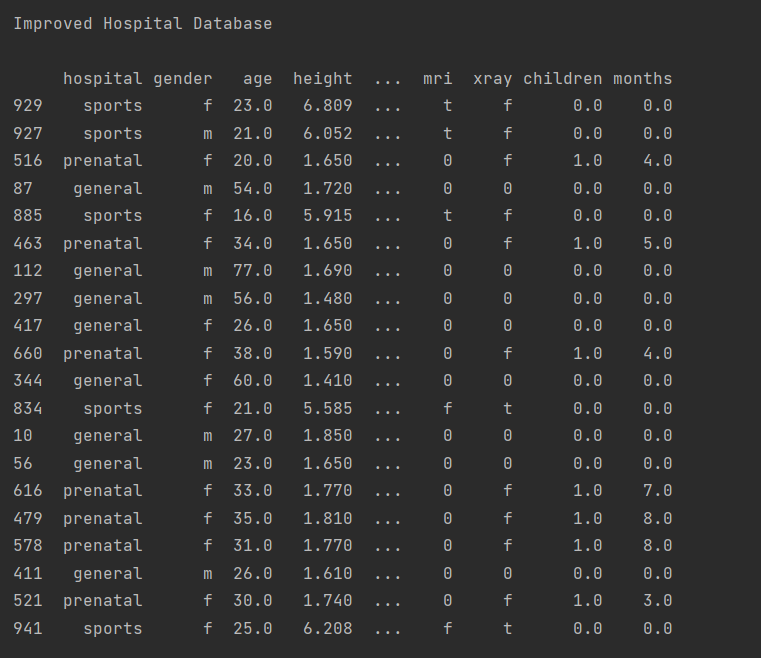 Improved Hospital Database
     hospital gender   age  height  ...  mri  xray children months
929    sports      f  23.0   6.809  ...    t     f      0.0    0.0
927    sports      m  21.0   6.052  ...    t     f      0.0    0.0
516  prenatal      f  20.0   1.650  ...    0     f      1.0    4.0
87    general      m  54.0   1.720  ...    0     0      0.0    0.0
885    sports      f  16.0   5.915  ...    t     f      0.0    0.0
463  prenatal      f  34.0   1.650  ...    0     f      1.0    5.0
112   general      m  77.0   1.690  ...    0     0      0.0    0.0
297   general      m  56.0   1.480  ...    0     0      0.0    0.0
417   general      f  26.0   1.650  ...    0     0      0.0    0.0
660  prenatal      f  38.0   1.590  ...    0     f      1.0    4.0
344   general      f  60.0   1.410  ...    0     0      0.0    0.0
834    sports      f  21.0   5.585  ...    f     t      0.0    0.0
10    general      m  27.0   1.850  ...    0     0      0.0    0.0
56    general      m  23.0   1.650  ...    0     0      0.0    0.0
616  prenatal      f  33.0   1.770  ...    0     f      1.0    7.0
479  prenatal      f  35.0   1.810  ...    0     f      1.0    8.0
578  prenatal      f  31.0   1.770  ...    0     f      1.0    8.0
411   general      m  26.0   1.610  ...    0     0      0.0    0.0
521  prenatal      f  30.0   1.740  ...    0     f      1.0    3.0
941    sports      f  25.0   6.208  ...    f     t      0.0    0.0